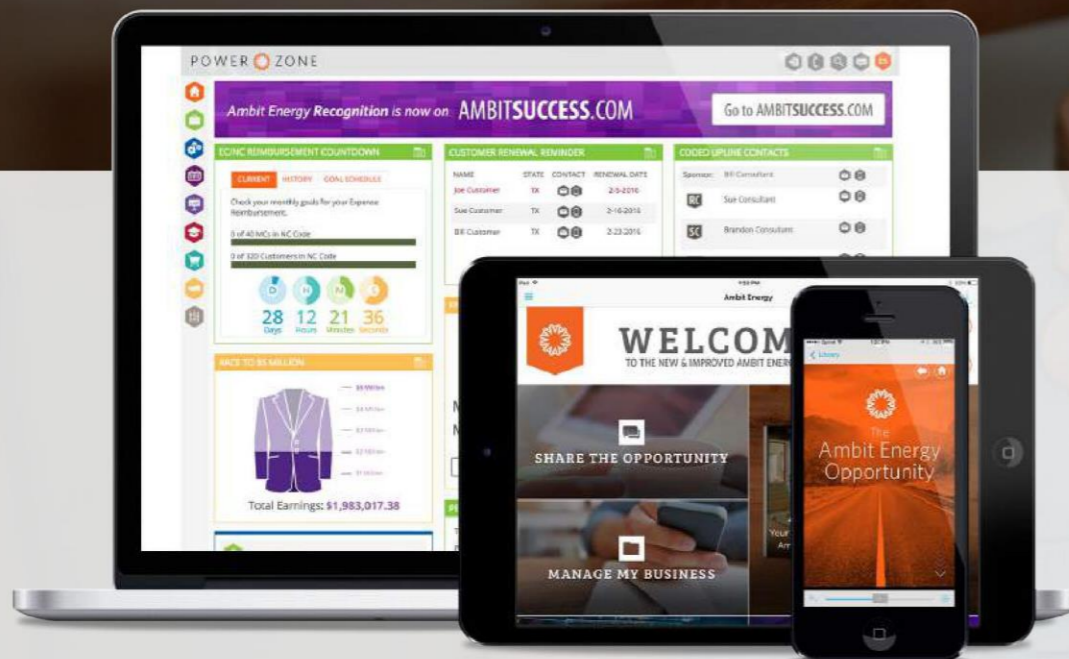 POWER ZONE
Ambit Energy Recognition is now on AMBITSUCCESS.COM
Go to AMBITSUCCESS.COM
EC/NC REIMBURSEMENT COUNTDOWN
CURRENT HISTORY GOAL SCHEDULE
Check your monthly goals for your Expense
Reimbursement.
0 of 40 MCs in NC Code
0 of 320 Customers in NC Code
D H M S
28 12 21 36
Days Hours Minutes Seconds
CUSTOMER RENEWAL REMINDER
NAME STATE CONTACT RENEWAL DATE
Joe Customer TX 2-5-2016
Sue Customer TX 2-16-2016
Bill Customer TX 2-23-2016
CODED UPLINE CONTACTS
Sponsor: Bill Consultant
RC Sue Consultant
SC Brandon Consultant
RACE TO $5 MILLION
Total Earnings: $1,983,017.38
iPad
Ambit Energy
WELCOM
TO THE NEW & IMPROVED AMBIT ENER
SHARE THE OPPORTUNITY
MANAGE MY BUSINESS
Your
Am
Library
The
Ambit Energy
Opportunity